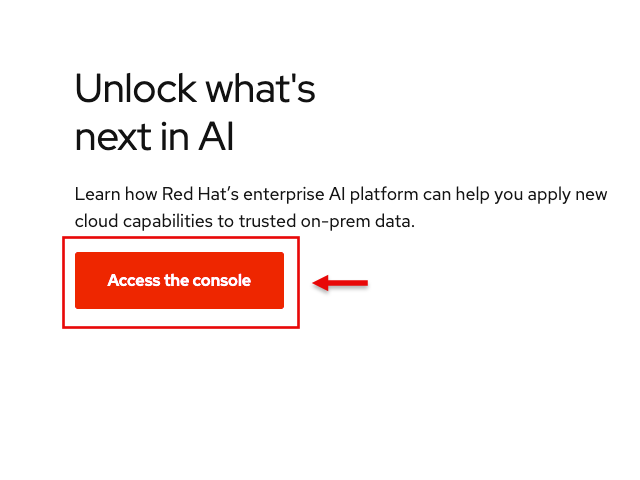 Unlock what's
next in AI
Learn how Red Hat’s enterprise AI platform can help you apply new
cloud capabilities to trusted on-prem data.
Access the console